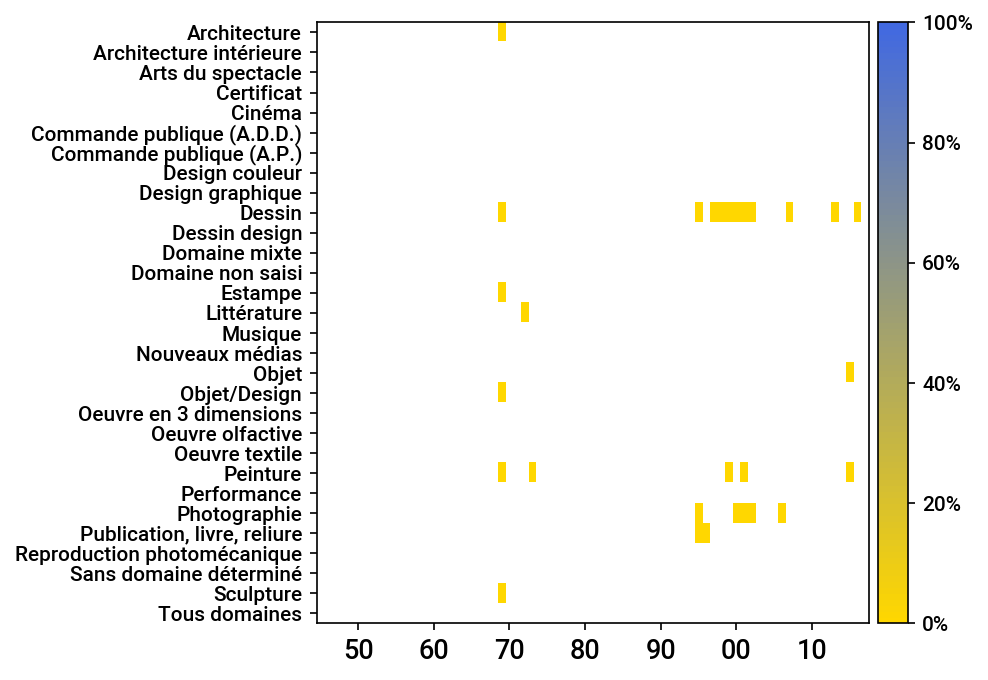 Architecture
Architecture intérieure
Arts du spectacle
Certificat
Cinéma
Commande publique (A.D.D.)
Commande publique (A.P.)
Design couleur
Design graphique
Dessin
Dessin design
Domaine mixte
Domaine non saisi
Estampe
Littérature
Musique
Nouveaux médias
Objet
Objet/Design
Oeuvre en 3 dimensions
Oeuvre olfactive
Oeuvre textile
Peinture
Performance
Photographie
Publication, livre, reliure
Reproduction photomécanique
Sans domaine déterminé
Sculpture
Tous domaines
50 60 70 80 90 00 10
100%
80%
60%
40%
20%
0%